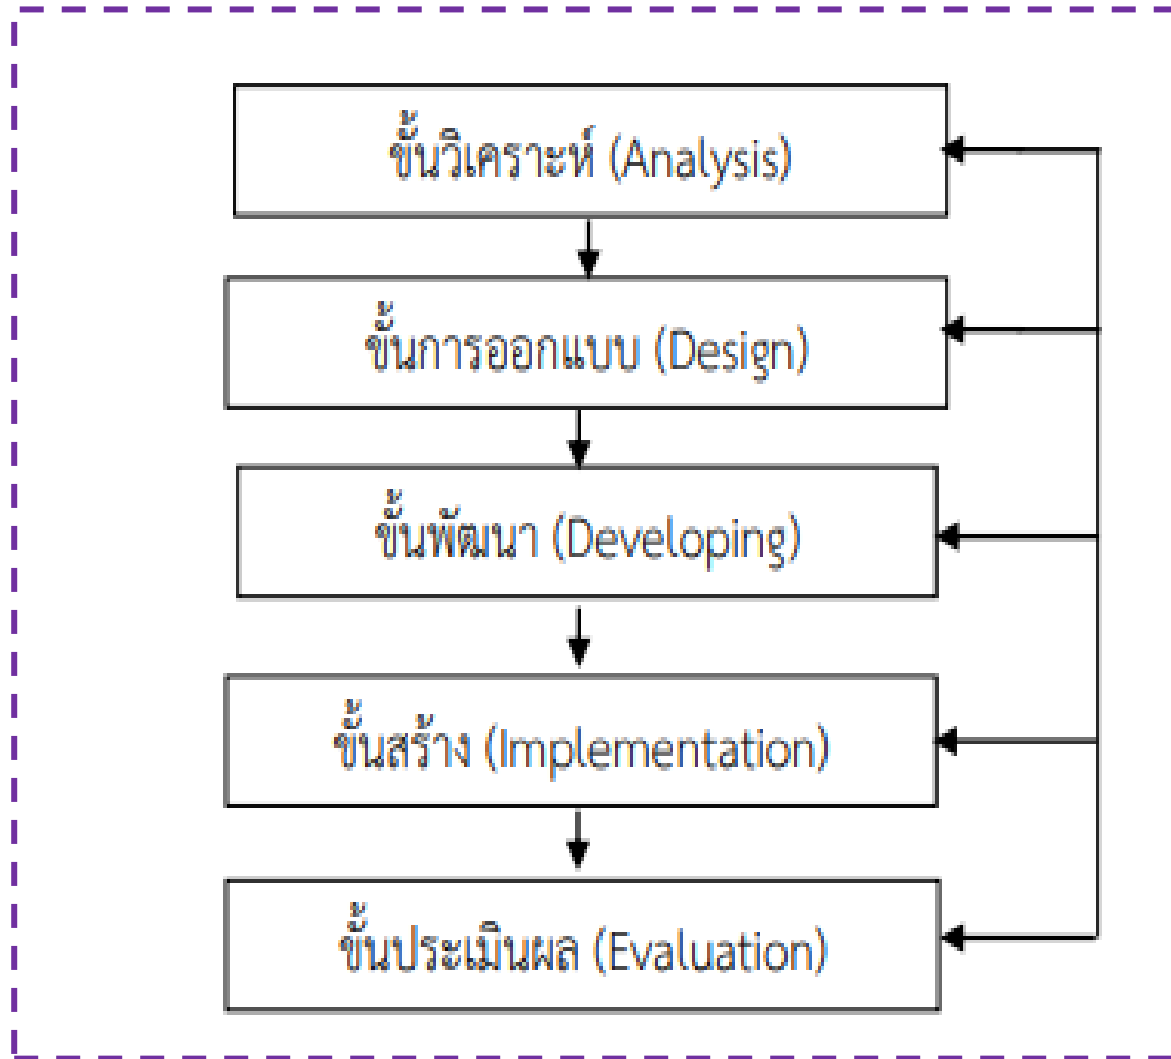 ขั้นวิเคราะห์ (Analysis)
ขั้นการออกแบบ (Design)
ขั้นพัฒนา (Developing)
ขั้นสร้าง (Implementation)
ขั้นประเมินผล (Evaluation)